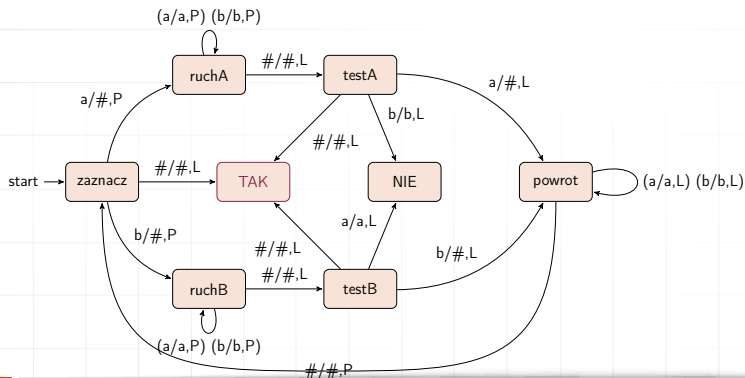 (a/a,P) (b/b,P)
ruchA
#/#,L
testA
a/#,L
a/#,P
b/b,L
#/#,L
start
zaznacz
#/#,L
TAK
NIE
powrot
(a/a,L) (b/b,L)
b/#,P
a/a,L
#/#,L
b/#,L
ruchB
#/#,L
testB
(a/a,P) (b/b,P)
#/#,P